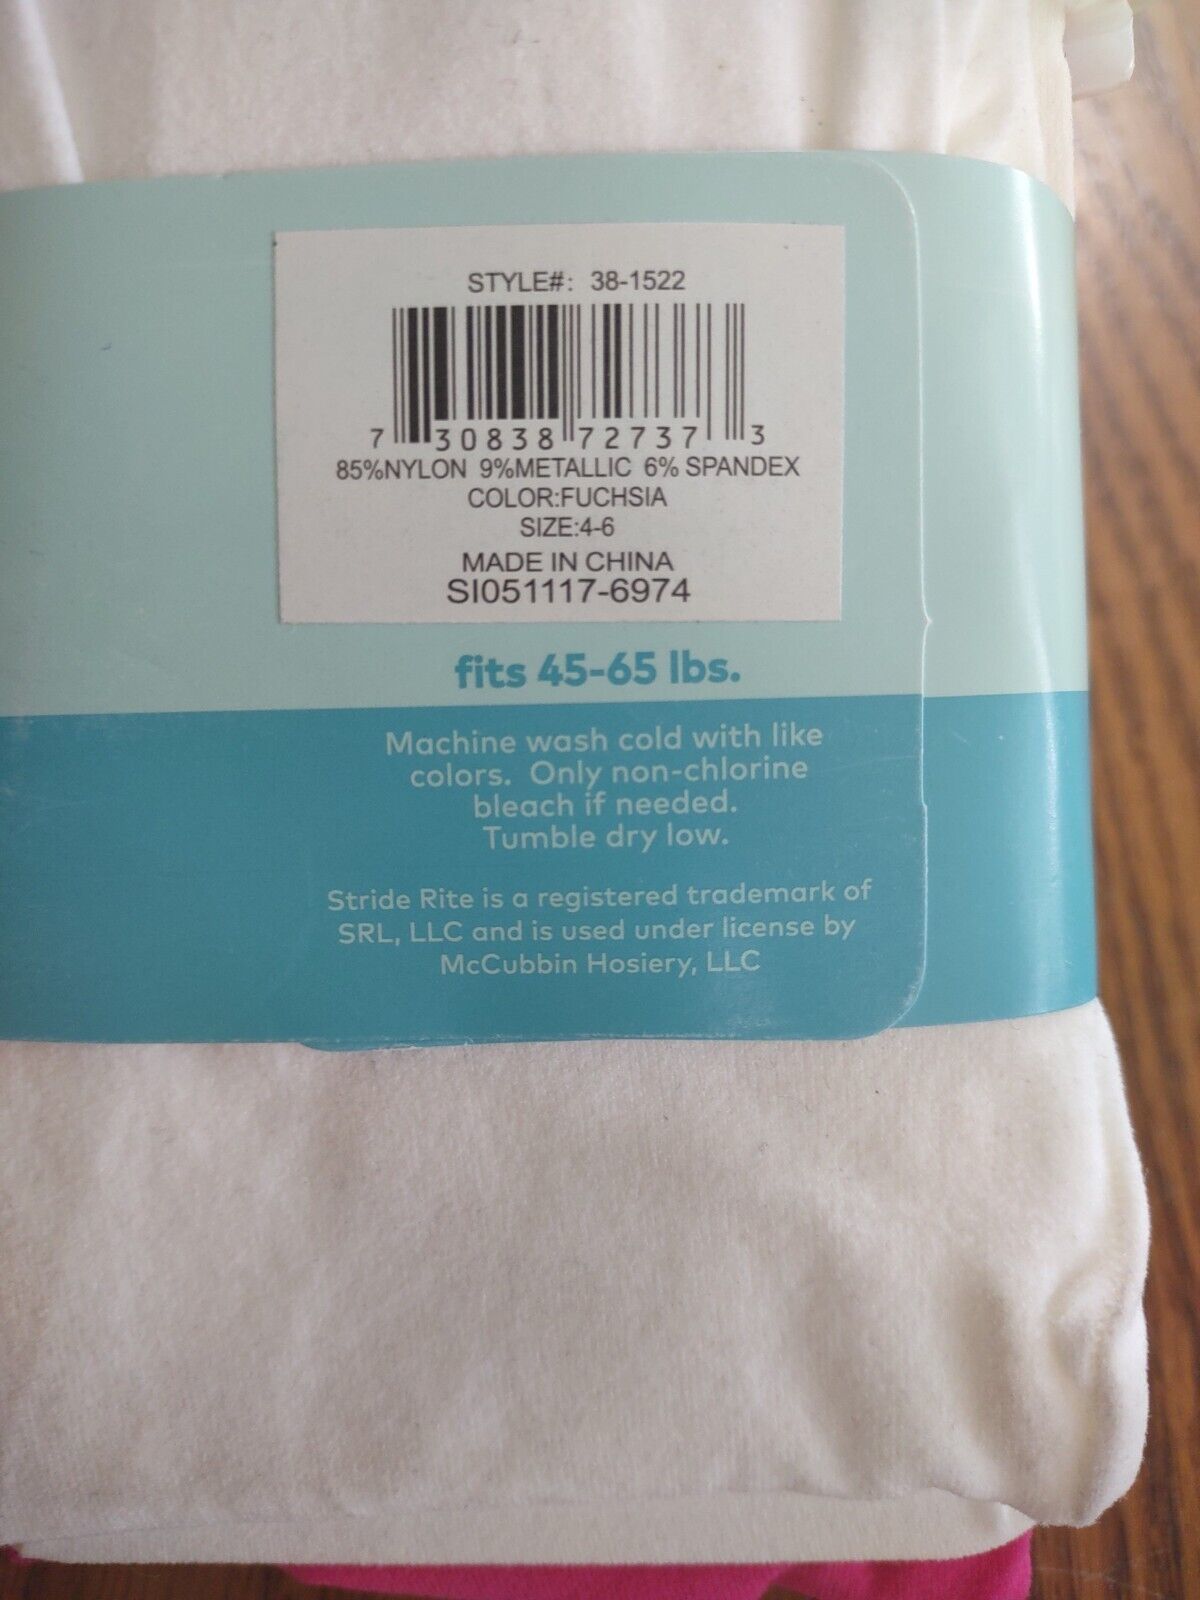 STYLE#: 38-1522
7 30838 72737 3
85%NYLON 9%METALLIC 6% SPANDEX
COLOR:FUCHSIA
SIZE:4-6
MADE IN CHINA
SI051117-6974
fits 45-65 lbs.
Machine wash cold with like
colors. Only non-chlorine
bleach if needed.
Tumble dry low.
Stride Rite is a registered trademark of
SRL, LLC and is used under license by
McCubbin Hosiery, LLC